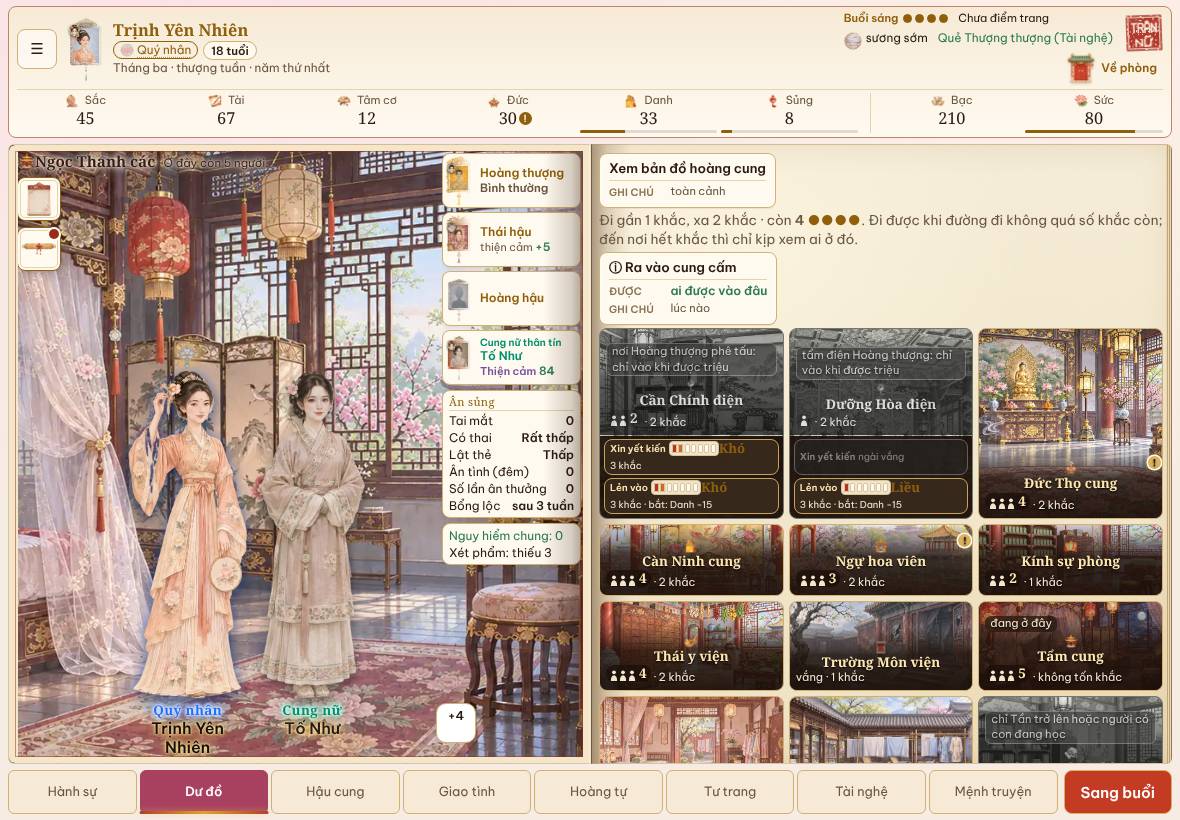 ☰
Trịnh Yên Nhiên
Quý nhân
18 tuổi
Tháng ba · thượng tuần · năm thứ nhất
Buổi sáng
Chưa điểm trang
sương sớm
Quẻ Thượng thượng (Tài nghệ)
Về phòng
Sắc
45
Tài
67
Tâm cơ
12
Đức
30 !
Danh
33
Sủng
8
Bạc
210
Sức
80
Ngọc Thanh các · Ở đây còn 5 người
Hoàng thượng
Bình thường
Thái hậu
thiện cảm +5
Hoàng hậu
Cung nữ thân tín
Tố Như
Thiện cảm 84
Ân sủng
Tai mắt 0
Có thai Rất thấp
Lật thẻ Thấp
Ân tình (đêm) 0
Số lần ân thưởng 0
Bổng lộc sau 3 tuần
Nguy hiểm chung: 0
Xét phẩm: thiếu 3
Quý nhân
Trịnh Yên
Nhiên
Cung nữ
Tố Như
+4
Xem bản đồ hoàng cung
GHI CHÚ toàn cảnh
Đi gần 1 khắc, xa 2 khắc · còn 4 ●●●●. Đi được khi đường đi không quá số khắc còn;
đến nơi hết khắc thì chỉ kịp xem ai ở đó.
ⓘ Ra vào cung cấm
ĐƯỢC ai được vào đâu
GHI CHÚ lúc nào
nơi Hoàng thượng phê tấu:
chỉ vào khi được triệu
Cần Chính điện
2 · 2 khắc
Xin yết kiến Khó
3 khắc
Lẻn vào Khó
3 khắc · bắt: Danh -15
tẩm điện Hoàng thượng: chỉ
vào khi được triệu
Dưỡng Hòa điện
· 2 khắc
Xin yết kiến ngài vắng
Lẻn vào Liều
3 khắc · bắt: Danh -15
!
Đức Thọ cung
4 · 2 khắc
Càn Ninh cung
4 · 2 khắc
!
Ngự hoa viên
3 · 2 khắc
Kính sự phòng
2 · 1 khắc
Thái y viện
4 · 2 khắc
Trường Môn viện
vắng · 1 khắc
đang ở đây
Tẩm cung
5 · không tốn khắc
chỉ Tần trở lên hoặc người có
con đang học
Hành sự
Dư đồ
Hậu cung
Giao tình
Hoàng tự
Tư trang
Tài nghệ
Mệnh truyện
Sang buổi